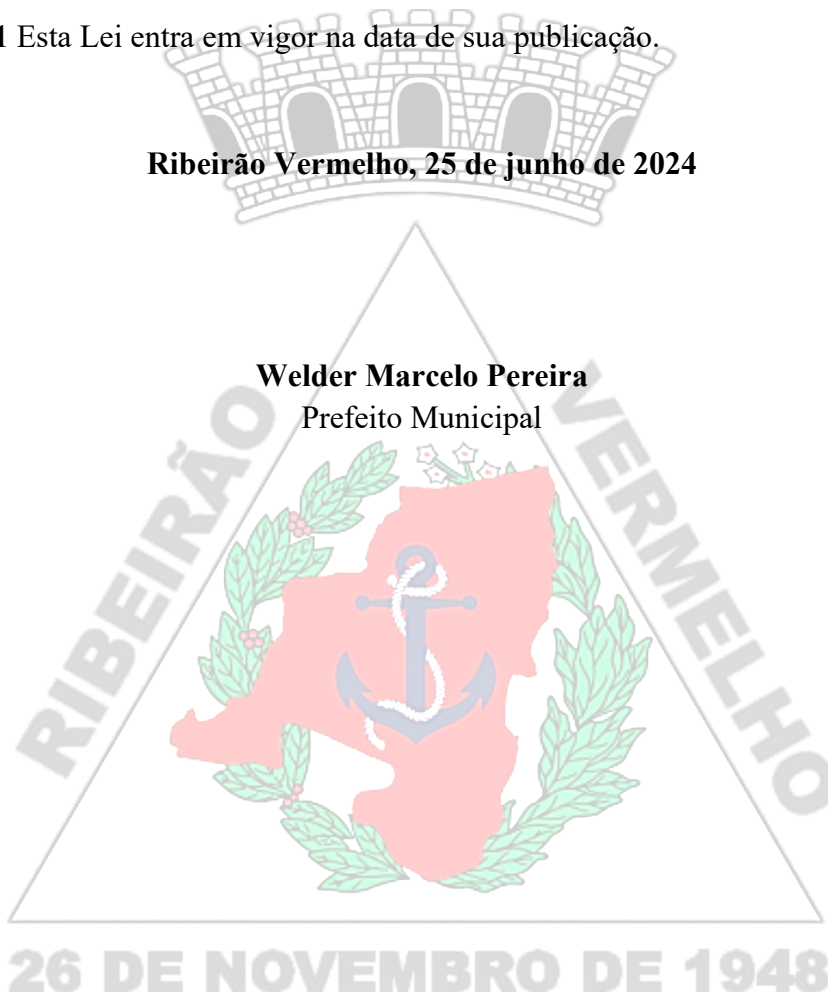 1 Esta Lei entra em vigor na data de sua publicação.
Ribeirão Vermelho, 25 de junho de 2024
Welder Marcelo Pereira
Prefeito Municipal
RIBEIRÃO
VERMELHO
26 DE NOVEMBRO DE 1948